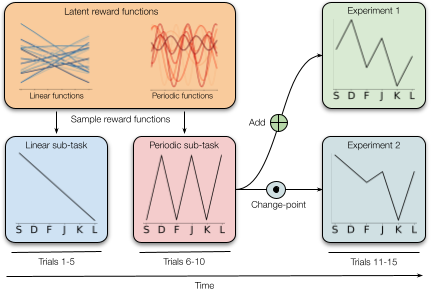 Latent reward functions
Linear functions
Periodic functions
Sample reward functions
Linear sub-task
S D F J K L
Periodic sub-task
S D F J K L
Add
Change-point
Experiment 1
S D F J K L
Experiment 2
S D F J K L
Trials 1-5
Trials 6-10
Trials 11-15
Time